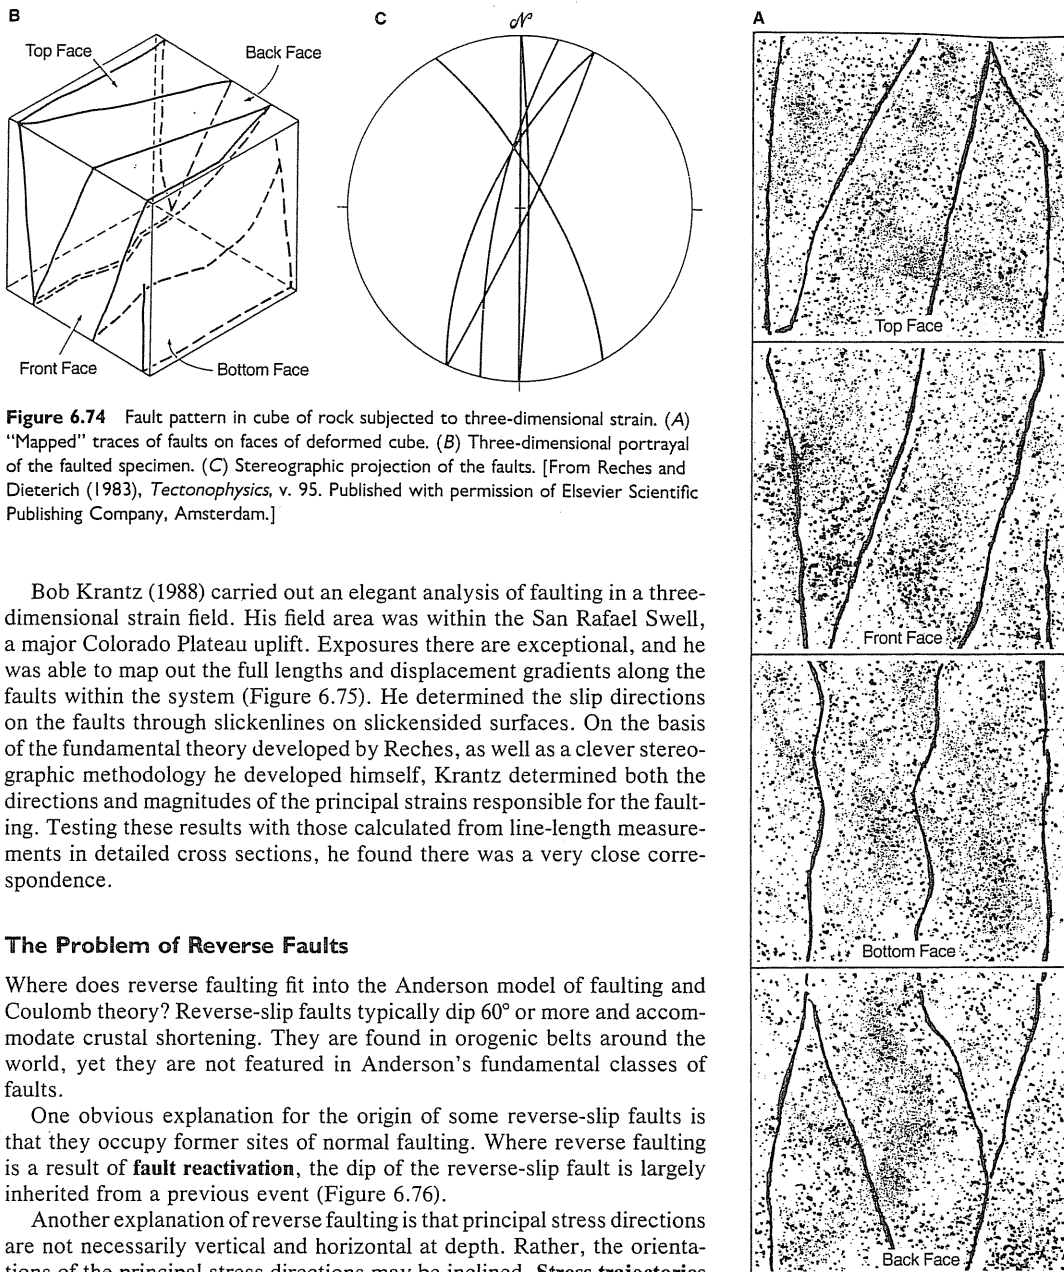 B
Top Face
Back Face
Front Face
Bottom Face
C
N
A
Top Face
Front Face
Bottom Face
Back Face
Figure 6.74 Fault pattern in cube of rock subjected to three-dimensional strain. (A)
"Mapped" traces of faults on faces of deformed cube. (B) Three-dimensional portrayal
of the faulted specimen. (C) Stereographic projection of the faults. [From Reches and
Dieterich (1983), Tectonophysics, v. 95. Published with permission of Elsevier Scientific
Publishing Company, Amsterdam.]
Bob Krantz (1988) carried out an elegant analysis of faulting in a three-
dimensional strain field. His field area was within the San Rafael Swell,
a major Colorado Plateau uplift. Exposures there are exceptional, and he
was able to map out the full lengths and displacement gradients along the
faults within the system (Figure 6.75). He determined the slip directions
on the faults through slickenlines on slickensided surfaces. On the basis
of the fundamental theory developed by Reches, as well as a clever stereo-
graphic methodology he developed himself, Krantz determined both the
directions and magnitudes of the principal strains responsible for the fault-
ing. Testing these results with those calculated from line-length measure-
ments in detailed cross sections, he found there was a very close corre-
spondence.
The Problem of Reverse Faults
Where does reverse faulting fit into the Anderson model of faulting and
Coulomb theory? Reverse-slip faults typically dip 60° or more and accom-
modate crustal shortening. They are found in orogenic belts around the
world, yet they are not featured in Anderson's fundamental classes of
faults.
One obvious explanation for the origin of some reverse-slip faults is
that they occupy former sites of normal faulting. Where reverse faulting
is a result of fault reactivation, the dip of the reverse-slip fault is largely
inherited from a previous event (Figure 6.76).
Another explanation of reverse faulting is that principal stress directions
are not necessarily vertical and horizontal at depth. Rather, the orienta-
tions of the principal stress directions may be inclined. Stress trajectories